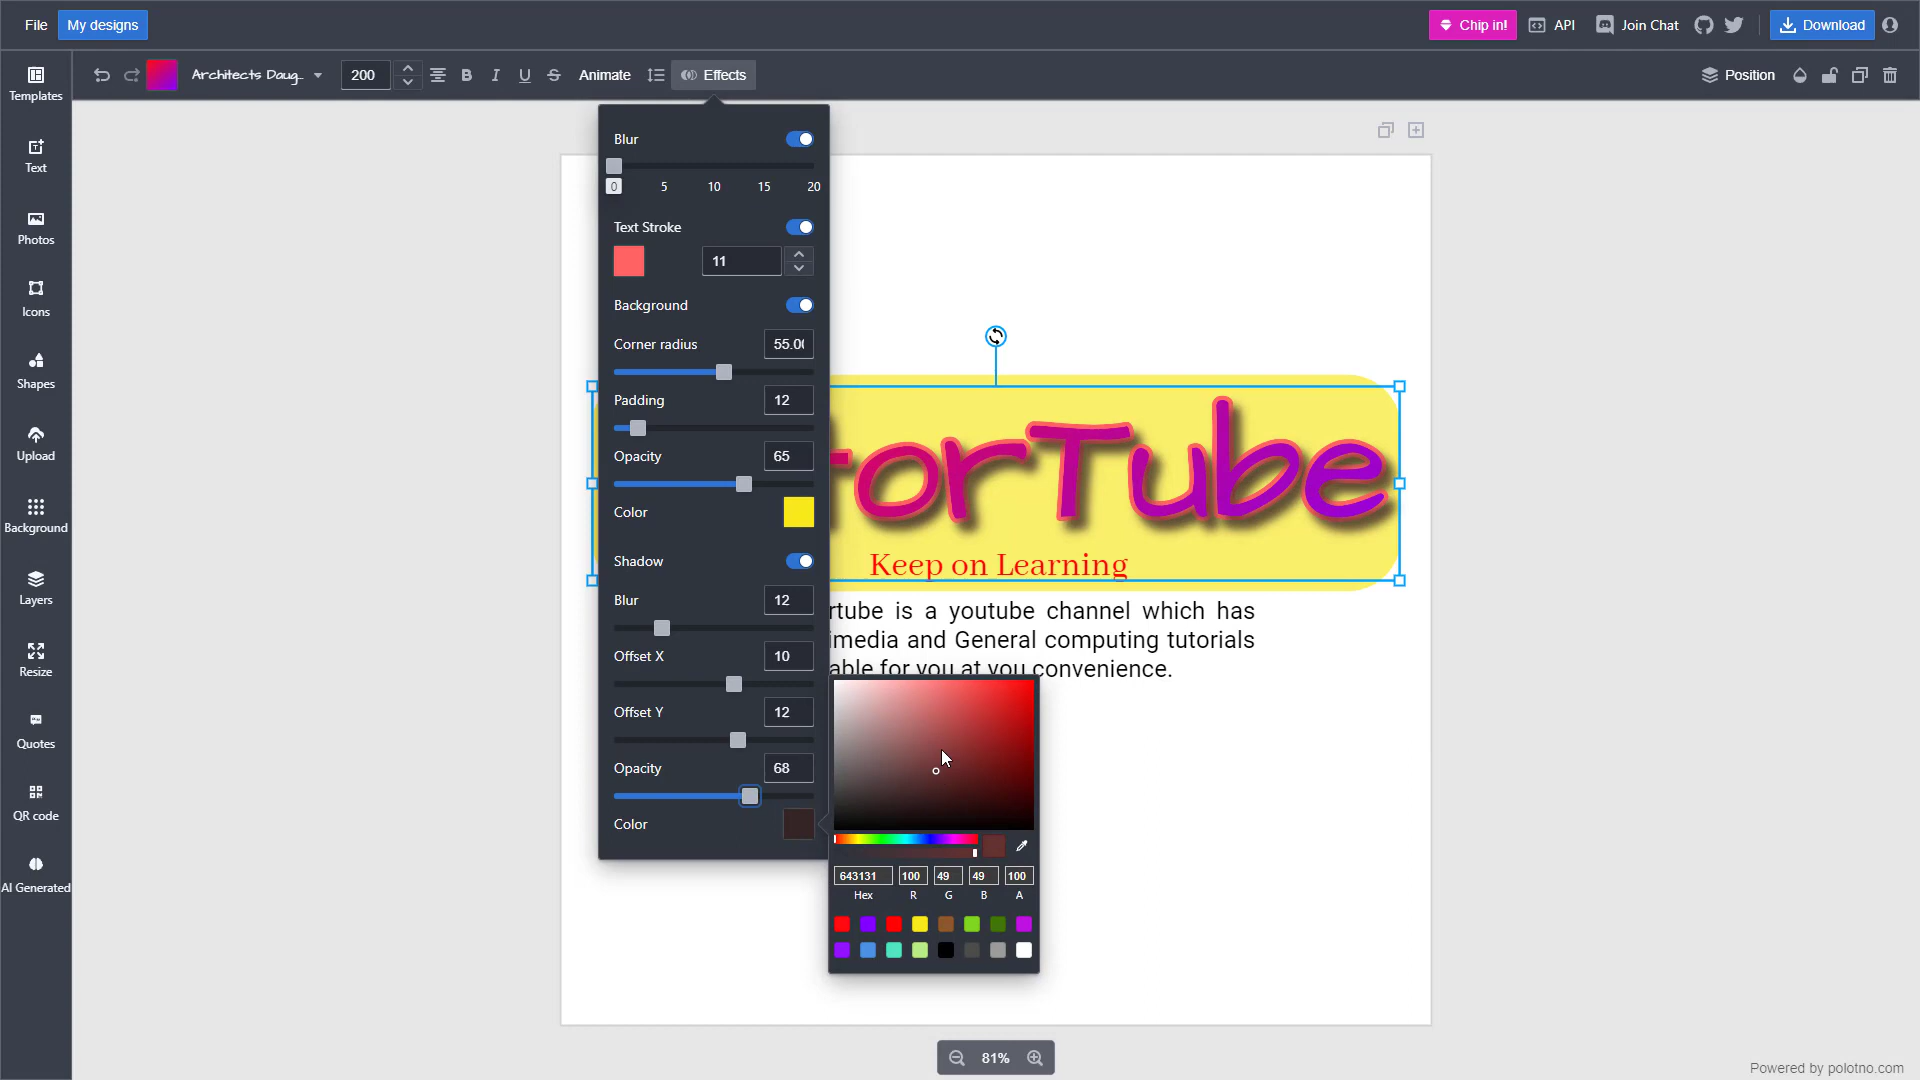 File
My designs
Chip in!
API
Join Chat
Download
Templates
Architects Daug...
200
B
I
U
S
Animate
Effects
Position
Text
Photos
Icons
Shapes
Upload
Background
Layers
Resize
Quotes
QR code
AI Generated
Blur
0 5 10 15 20
Text Stroke
11
Background
Corner radius 55.00
Padding 12
Opacity 65
Color
Shadow
Blur 12
Offset X 10
Offset Y 12
Opacity 68
Color
torTube
Keep on Learning
rtube is a youtube channel which has
imedia and General computing tutorials
able for you at you convenience.
643131 100 49 49 100
Hex R G B A
81%
Powered by polotno.com